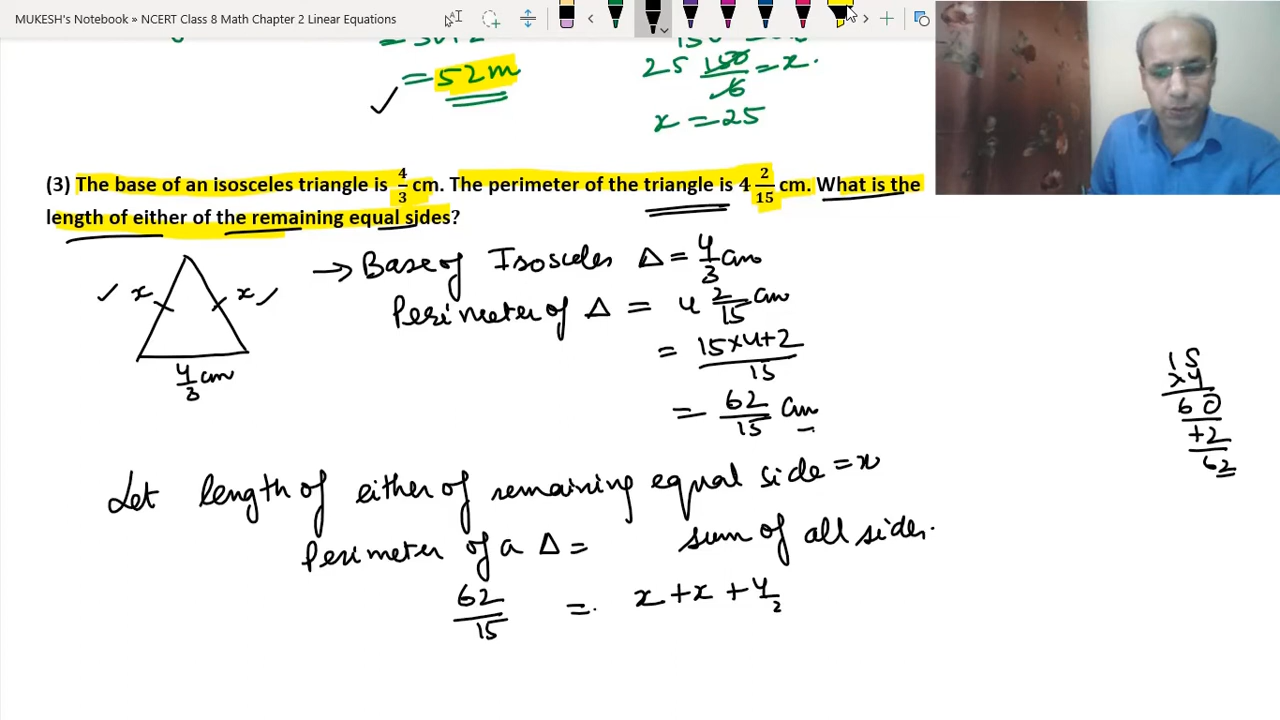 MUKESH's Notebook » NCERT Class 8 Math Chapter 2 Linear Equations
= 52m
25 150/6 = x.
x = 25
(3) The base of an isosceles triangle is 4/3 cm. The perimeter of the triangle is 4 2/15 cm. What is the
length of either of the remaining equal sides?
x x
4/3 cm
→ Base of Isosceles Δ = 4/3 cm
Perimeter of Δ = 4 2/15 cm
= 15x4+2/15
= 62/15 cm
15
x4
60
+2
62
Let length of either of remaining equal side = x
Perimeter of a Δ = sum of all sides.
62/15 = x + x + 4/2